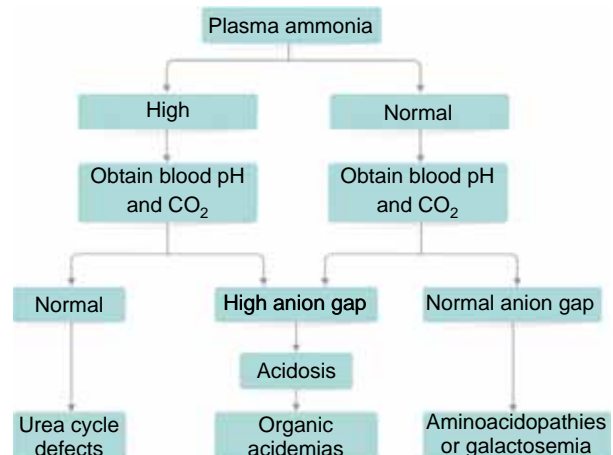 Plasma ammonia
High
Normal
Obtain blood pH
and CO₂
Obtain blood pH
and CO₂
Normal
High anion gap
Normal anion gap
Acidosis
Urea cycle
defects
Organic
acidemias
Aminoacidopathies
or galactosemia